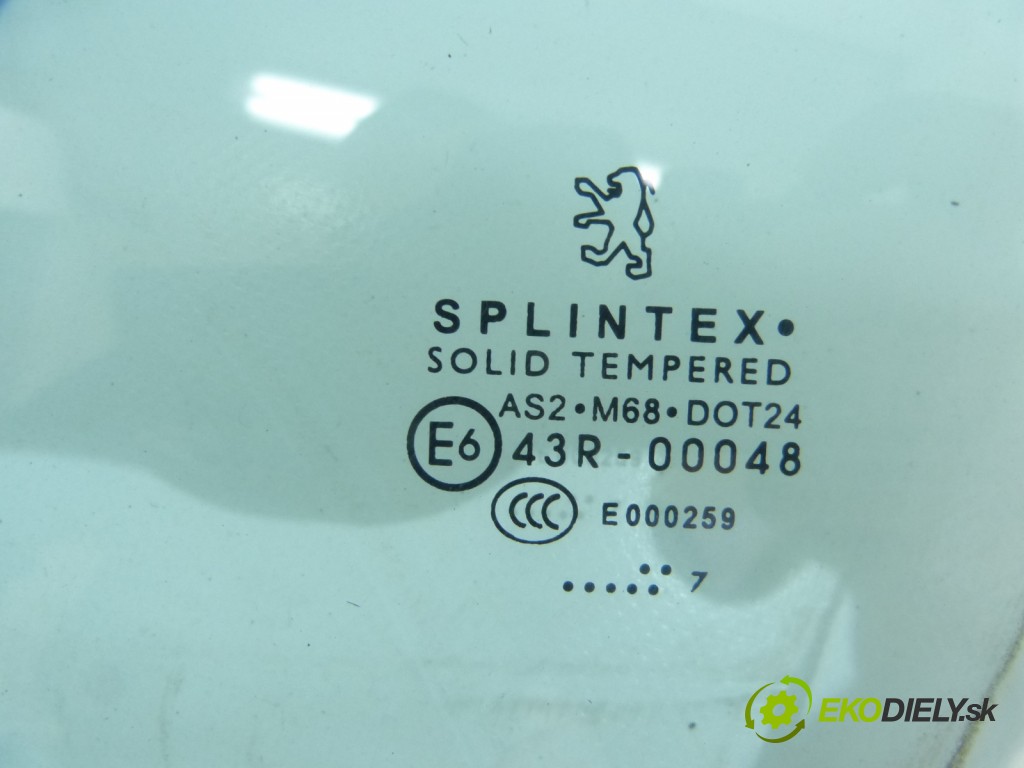 SPLINTEX•
SOLID TEMPERED
AS2•M68•DOT24
E6 43R-00048
CCC E000259
7
EKODIELY.sk